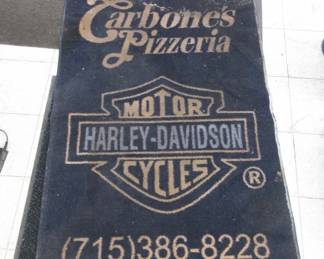 Carbone's
Pizzeria
MOTOR
HARLEY-DAVIDSON
CYCLES
®
(715)386-8228